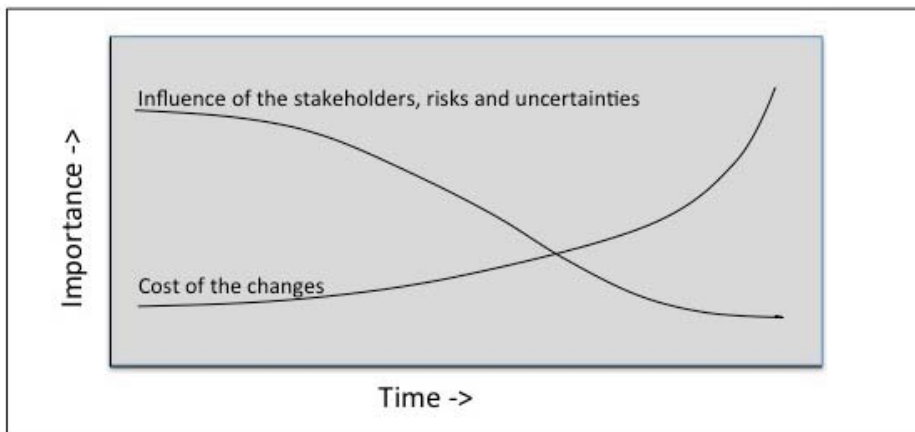 Influence of the stakeholders, risks and uncertainties
Importance ->
Cost of the changes
Time ->